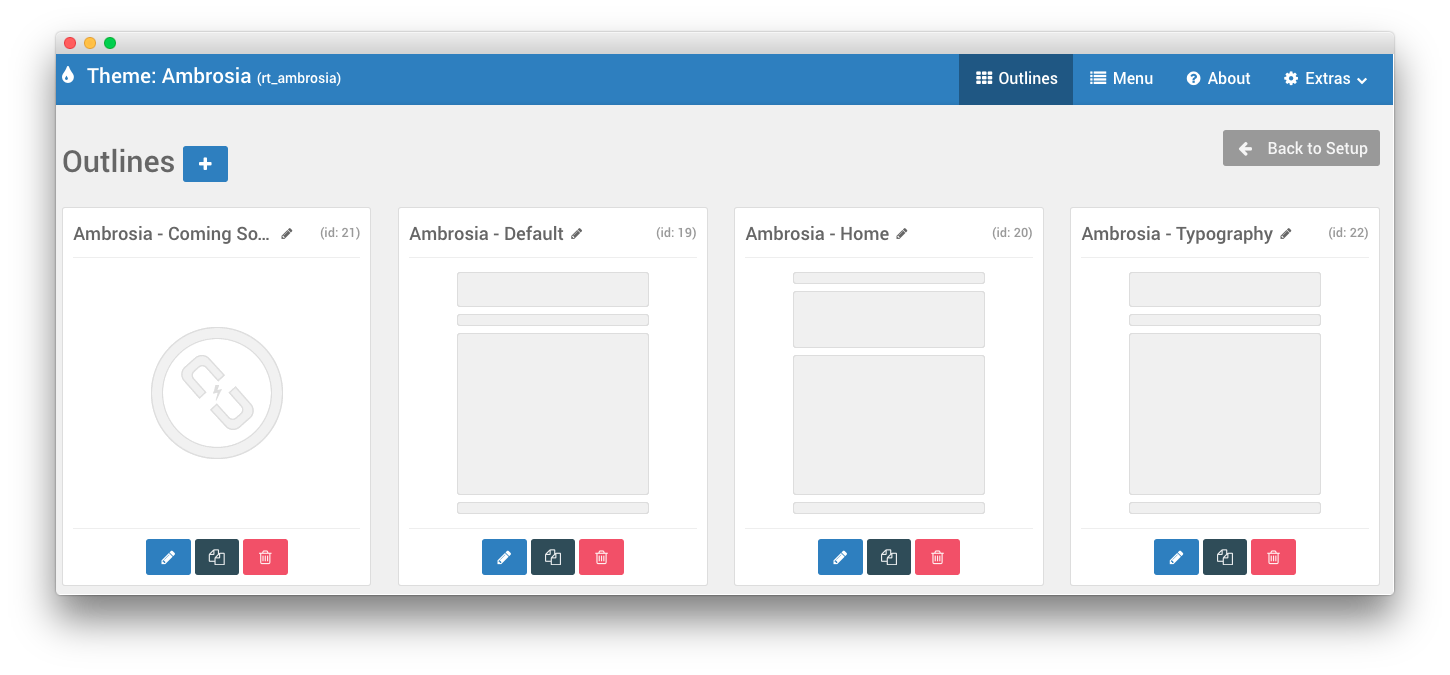 Theme: Ambrosia (rt_ambrosia)
Outlines
Menu
About
Extras
Outlines
Back to Setup
Ambrosia - Coming So... (id: 21)
Ambrosia - Default (id: 19)
Ambrosia - Home (id: 20)
Ambrosia - Typography (id: 22)